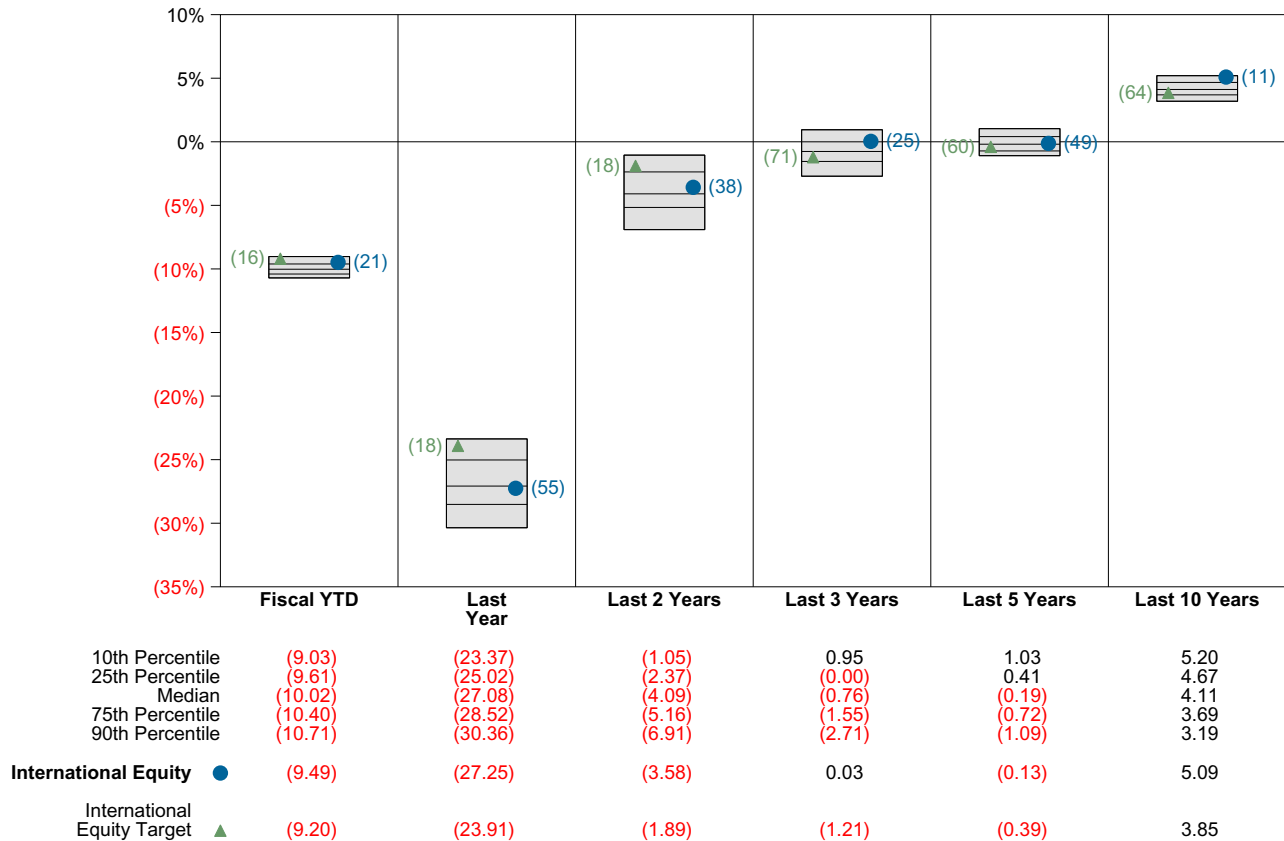 10%
5%
0%
(5%)
(10%)
(15%)
(20%)
(25%)
(30%)
(35%)
(16) (21)
(18) (55)
(18) (38)
(71) (25)
(60) (49)
(64) (11)
Fiscal YTD Last Year Last 2 Years Last 3 Years Last 5 Years Last 10 Years
10th Percentile (9.03) (23.37) (1.05) 0.95 1.03 5.20
25th Percentile (9.61) (25.02) (2.37) (0.00) 0.41 4.67
Median (10.02) (27.08) (4.09) (0.76) (0.19) 4.11
75th Percentile (10.40) (28.52) (5.16) (1.55) (0.72) 3.69
90th Percentile (10.71) (30.36) (6.91) (2.71) (1.09) 3.19
International Equity (9.49) (27.25) (3.58) 0.03 (0.13) 5.09
International
Equity Target (9.20) (23.91) (1.89) (1.21) (0.39) 3.85